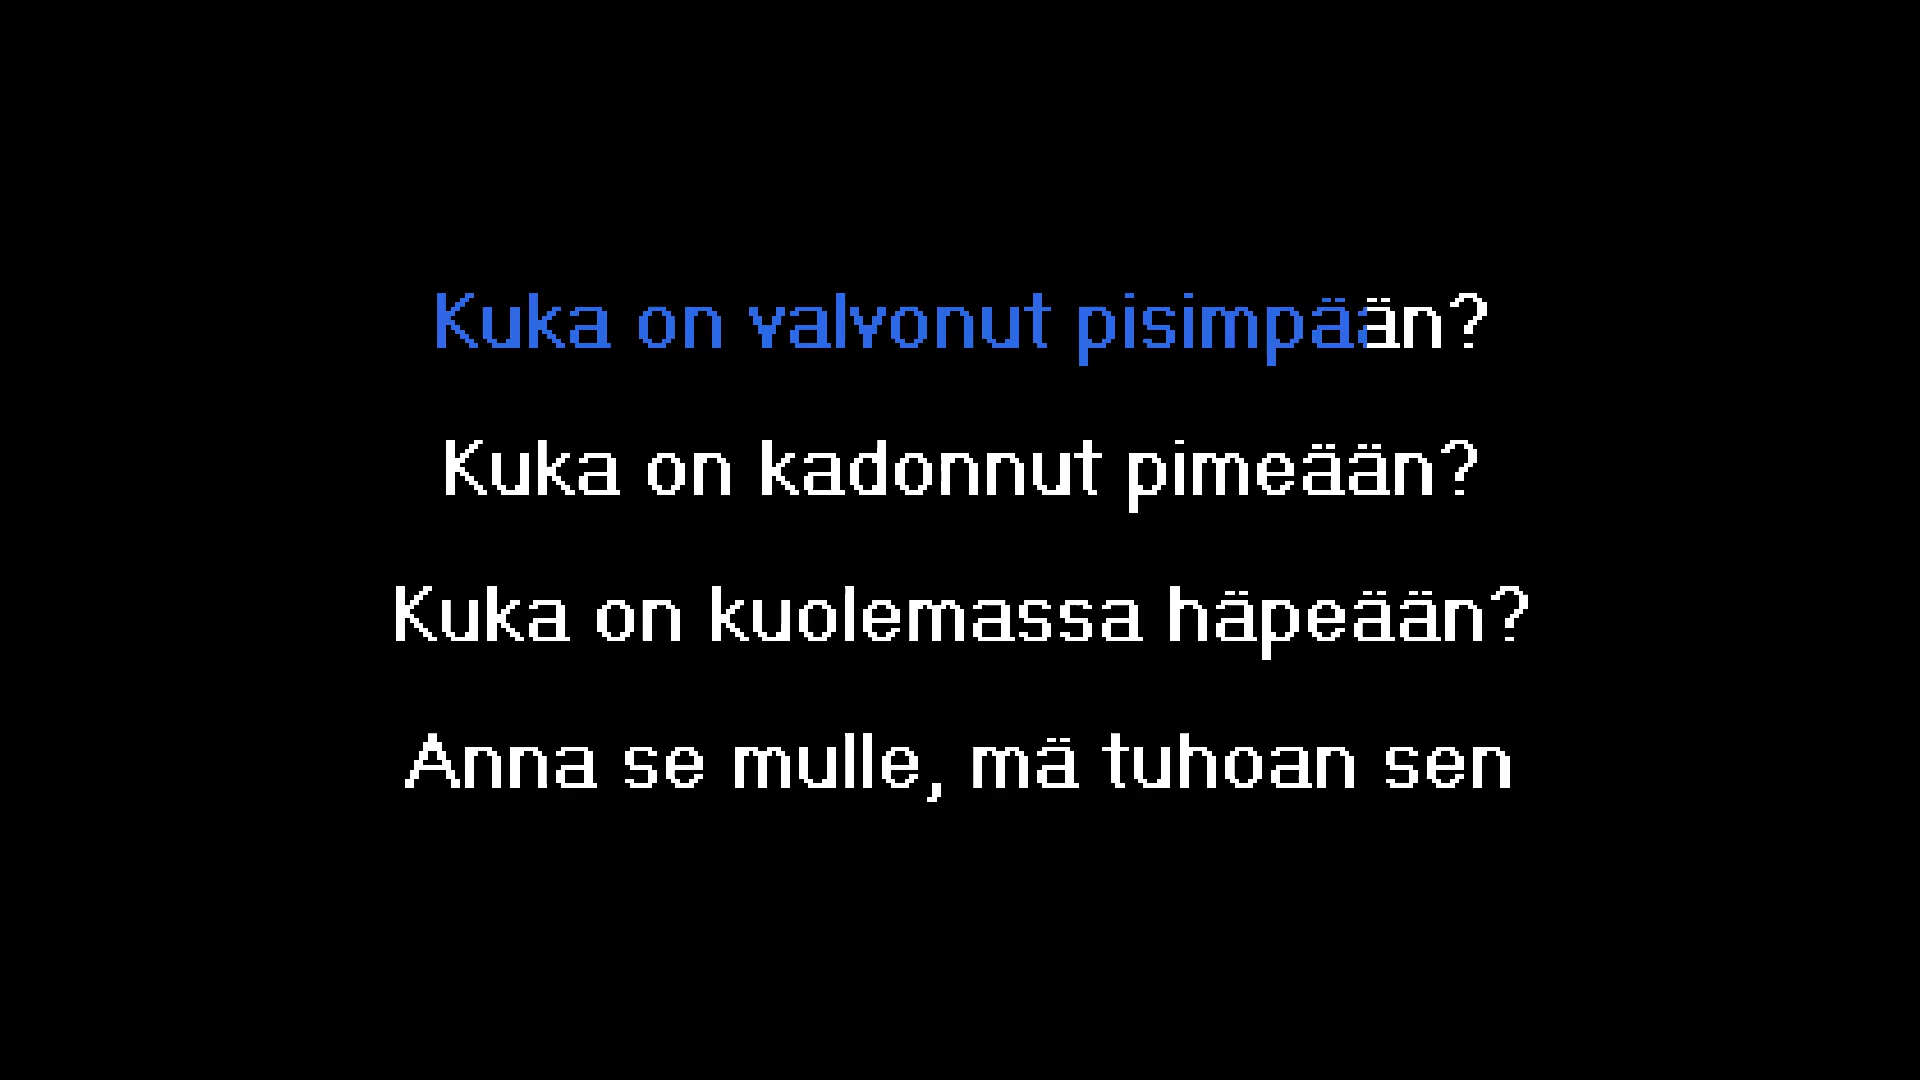 Kuka on valvonut pisimpään?
Kuka on kadonnut pimeään?
Kuka on kuolemassa häpeään?
Anna se mulle, mä tuhoan sen